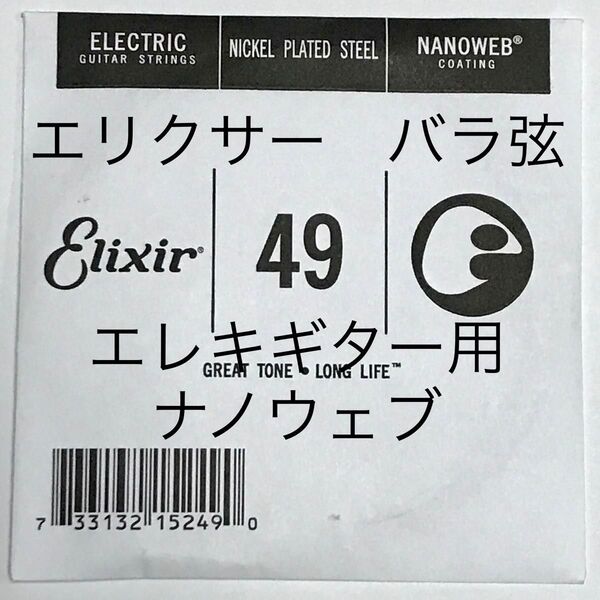 ELECTRIC
GUITAR STRINGS
NICKEL PLATED STEEL
NANOWEB®
COATING
エリクサー　バラ弦
Elixir®
49
エレキギター用
GREAT TONE • LONG LIFE™
ナノウェブ
7 33132 15249 0